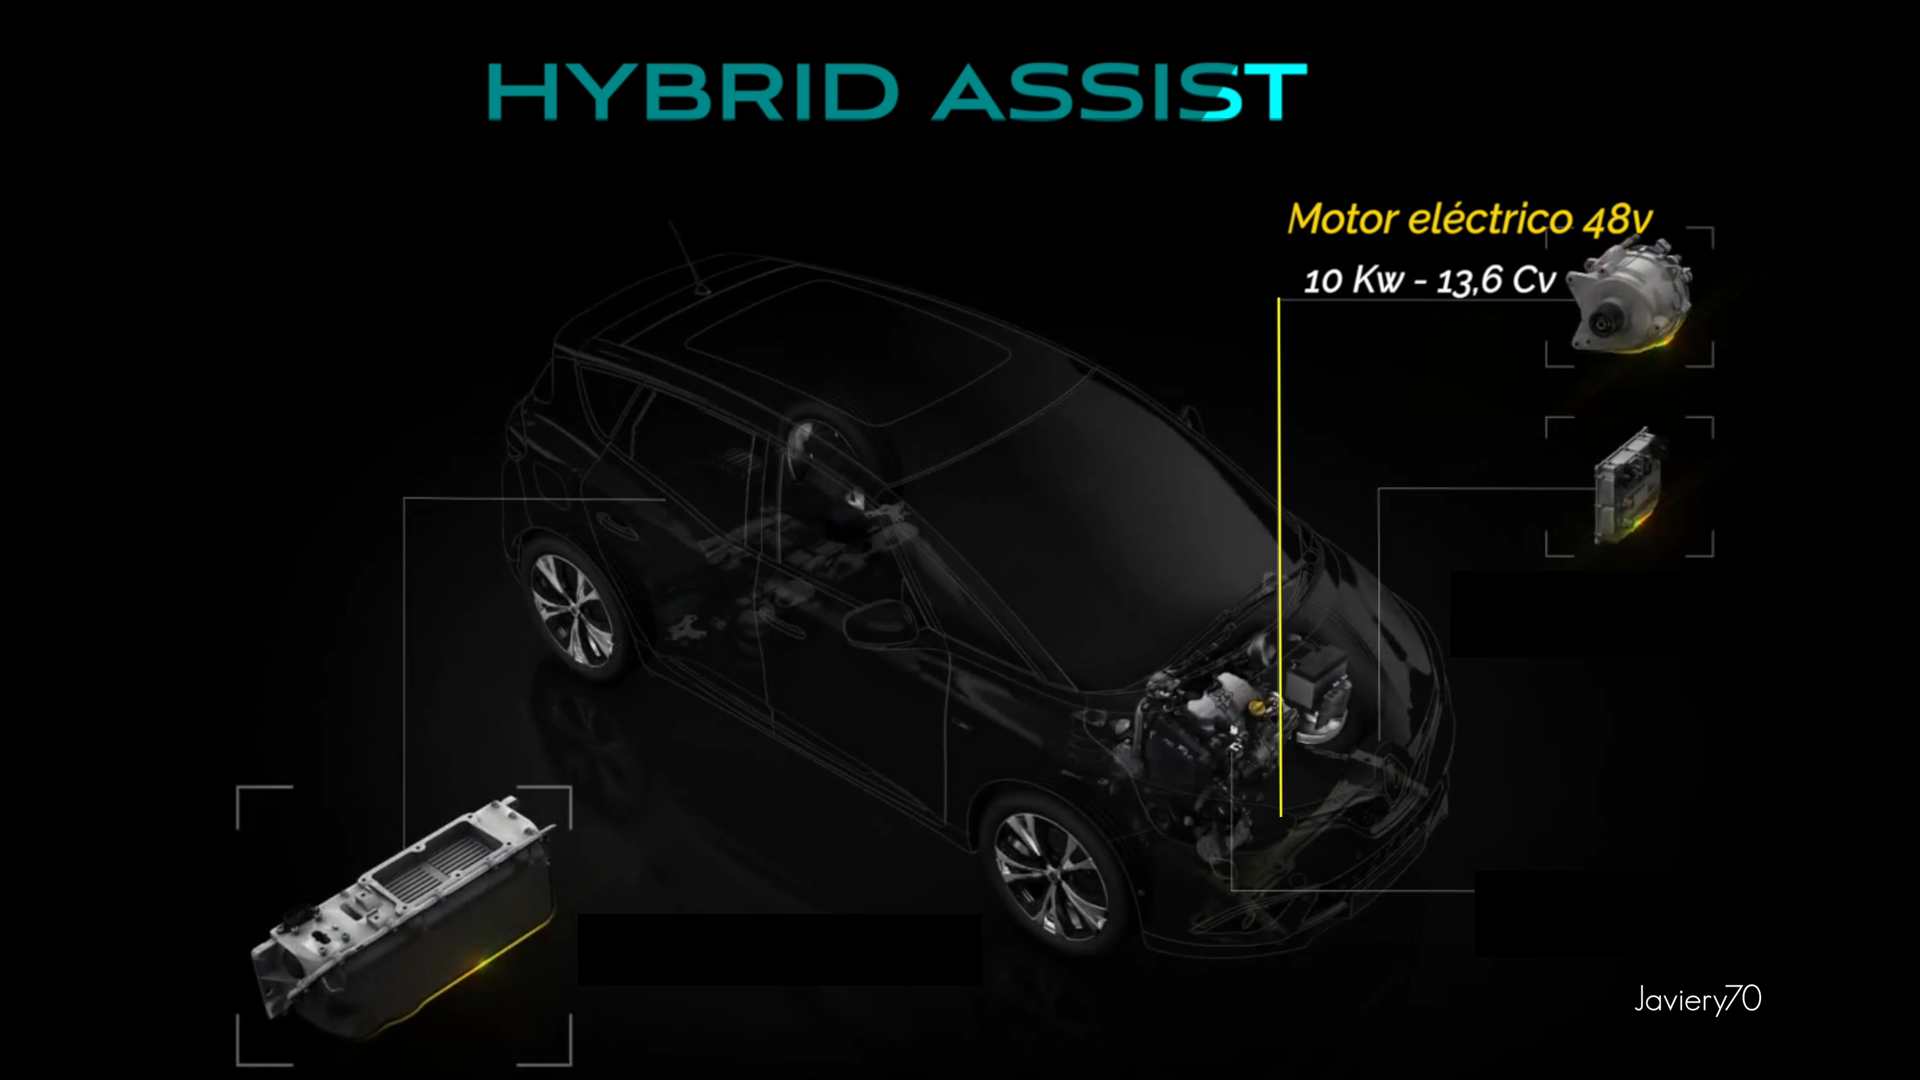 HYBRID ASSIST
Motor eléctrico 48v
10 Kw - 13,6 Cv
Javiery70